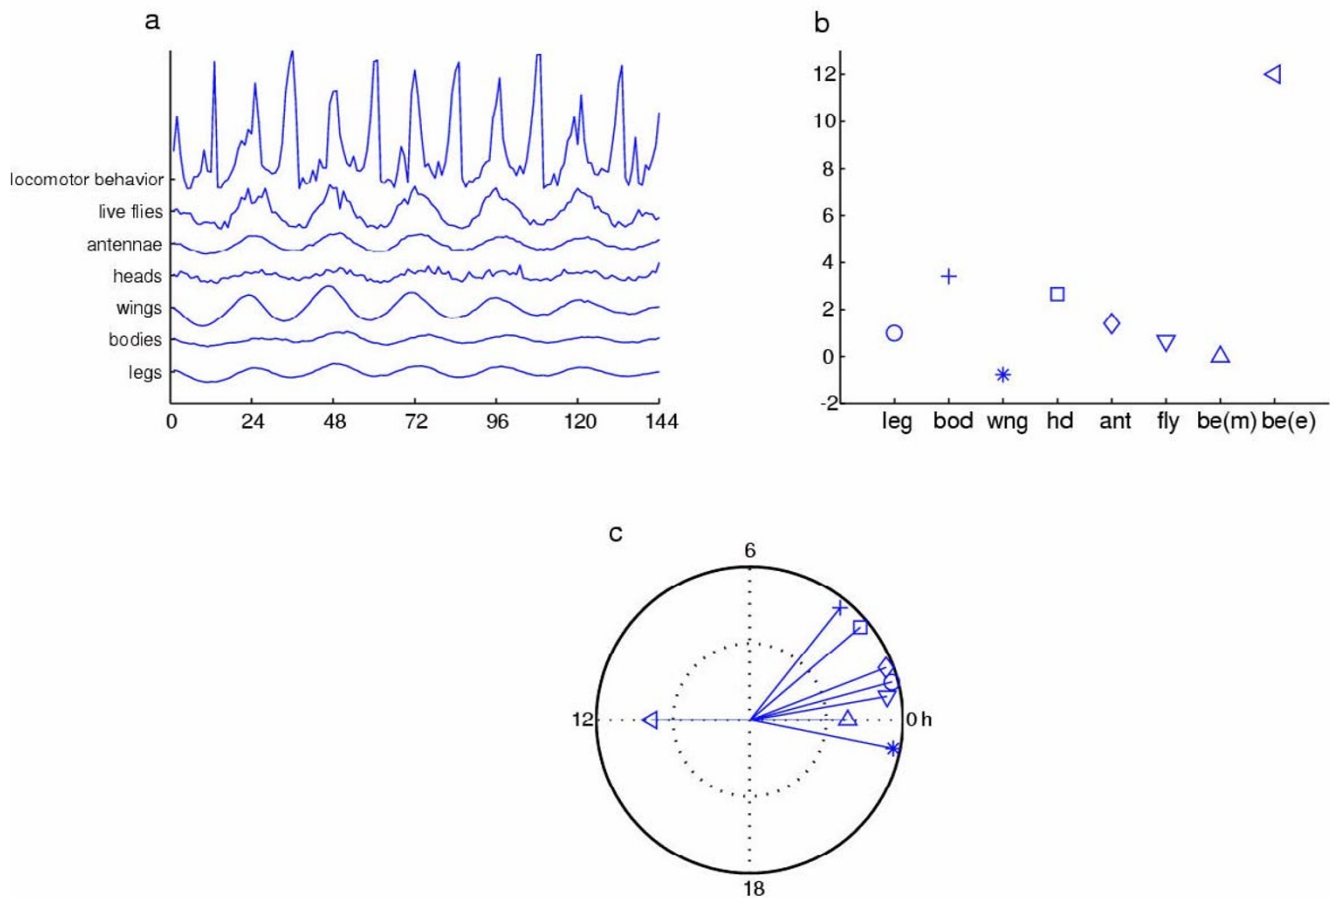 a
locomotor behavior
live flies
antennae
heads
wings
bodies
legs
0 24 48 72 96 120 144
b
12
10
8
6
4
2
0
-2
leg bod wng hd ant fly be(m) be(e)
c
6
12
0 h
18